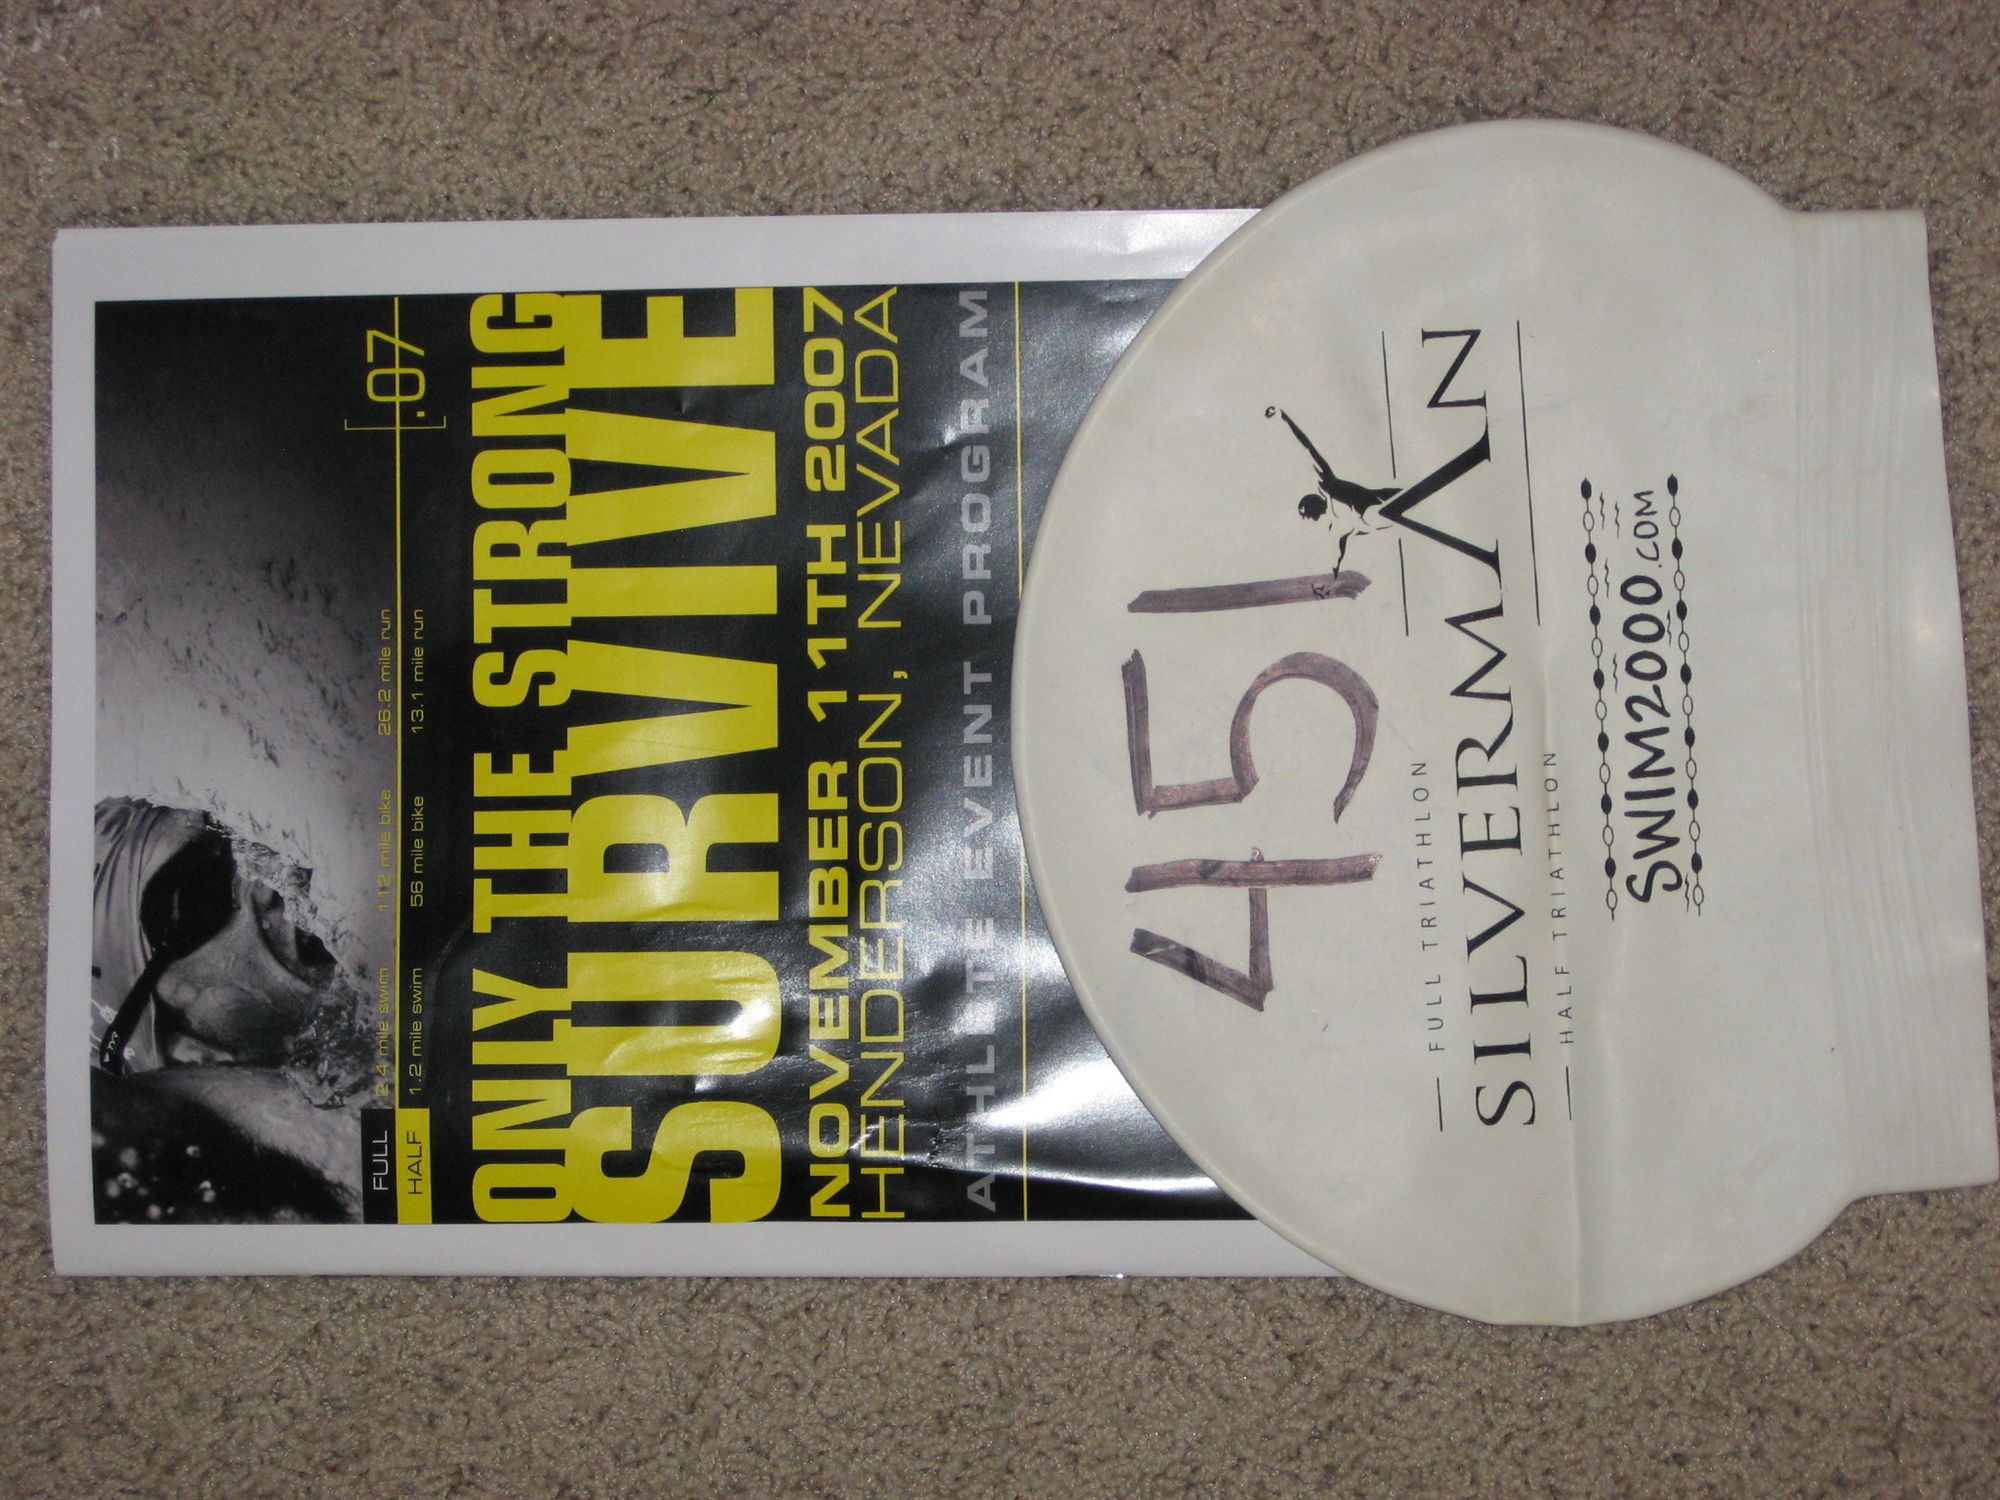 .07
FULL 2.4 mile swim 112 mile bike 26.2 mile run
HALF 1.2 mile swim 56 mile bike 13.1 mile run
ONLY THE STRONG
SURVIVE
NOVEMBER 11TH 2007
HENDERSON, NEVADA
ATHLETE EVENT PROGRAM
451
FULL TRIATHLON
SILVERMAN
HALF TRIATHLON
SWIM2000.COM